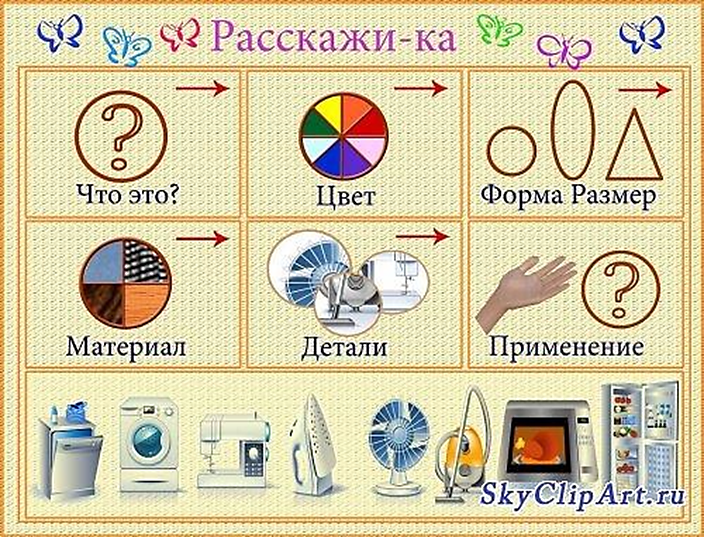 Расскажи-ка
Что это?
Цвет
Форма Размер
Материал
Детали
Применение
SkyClipArt.ru